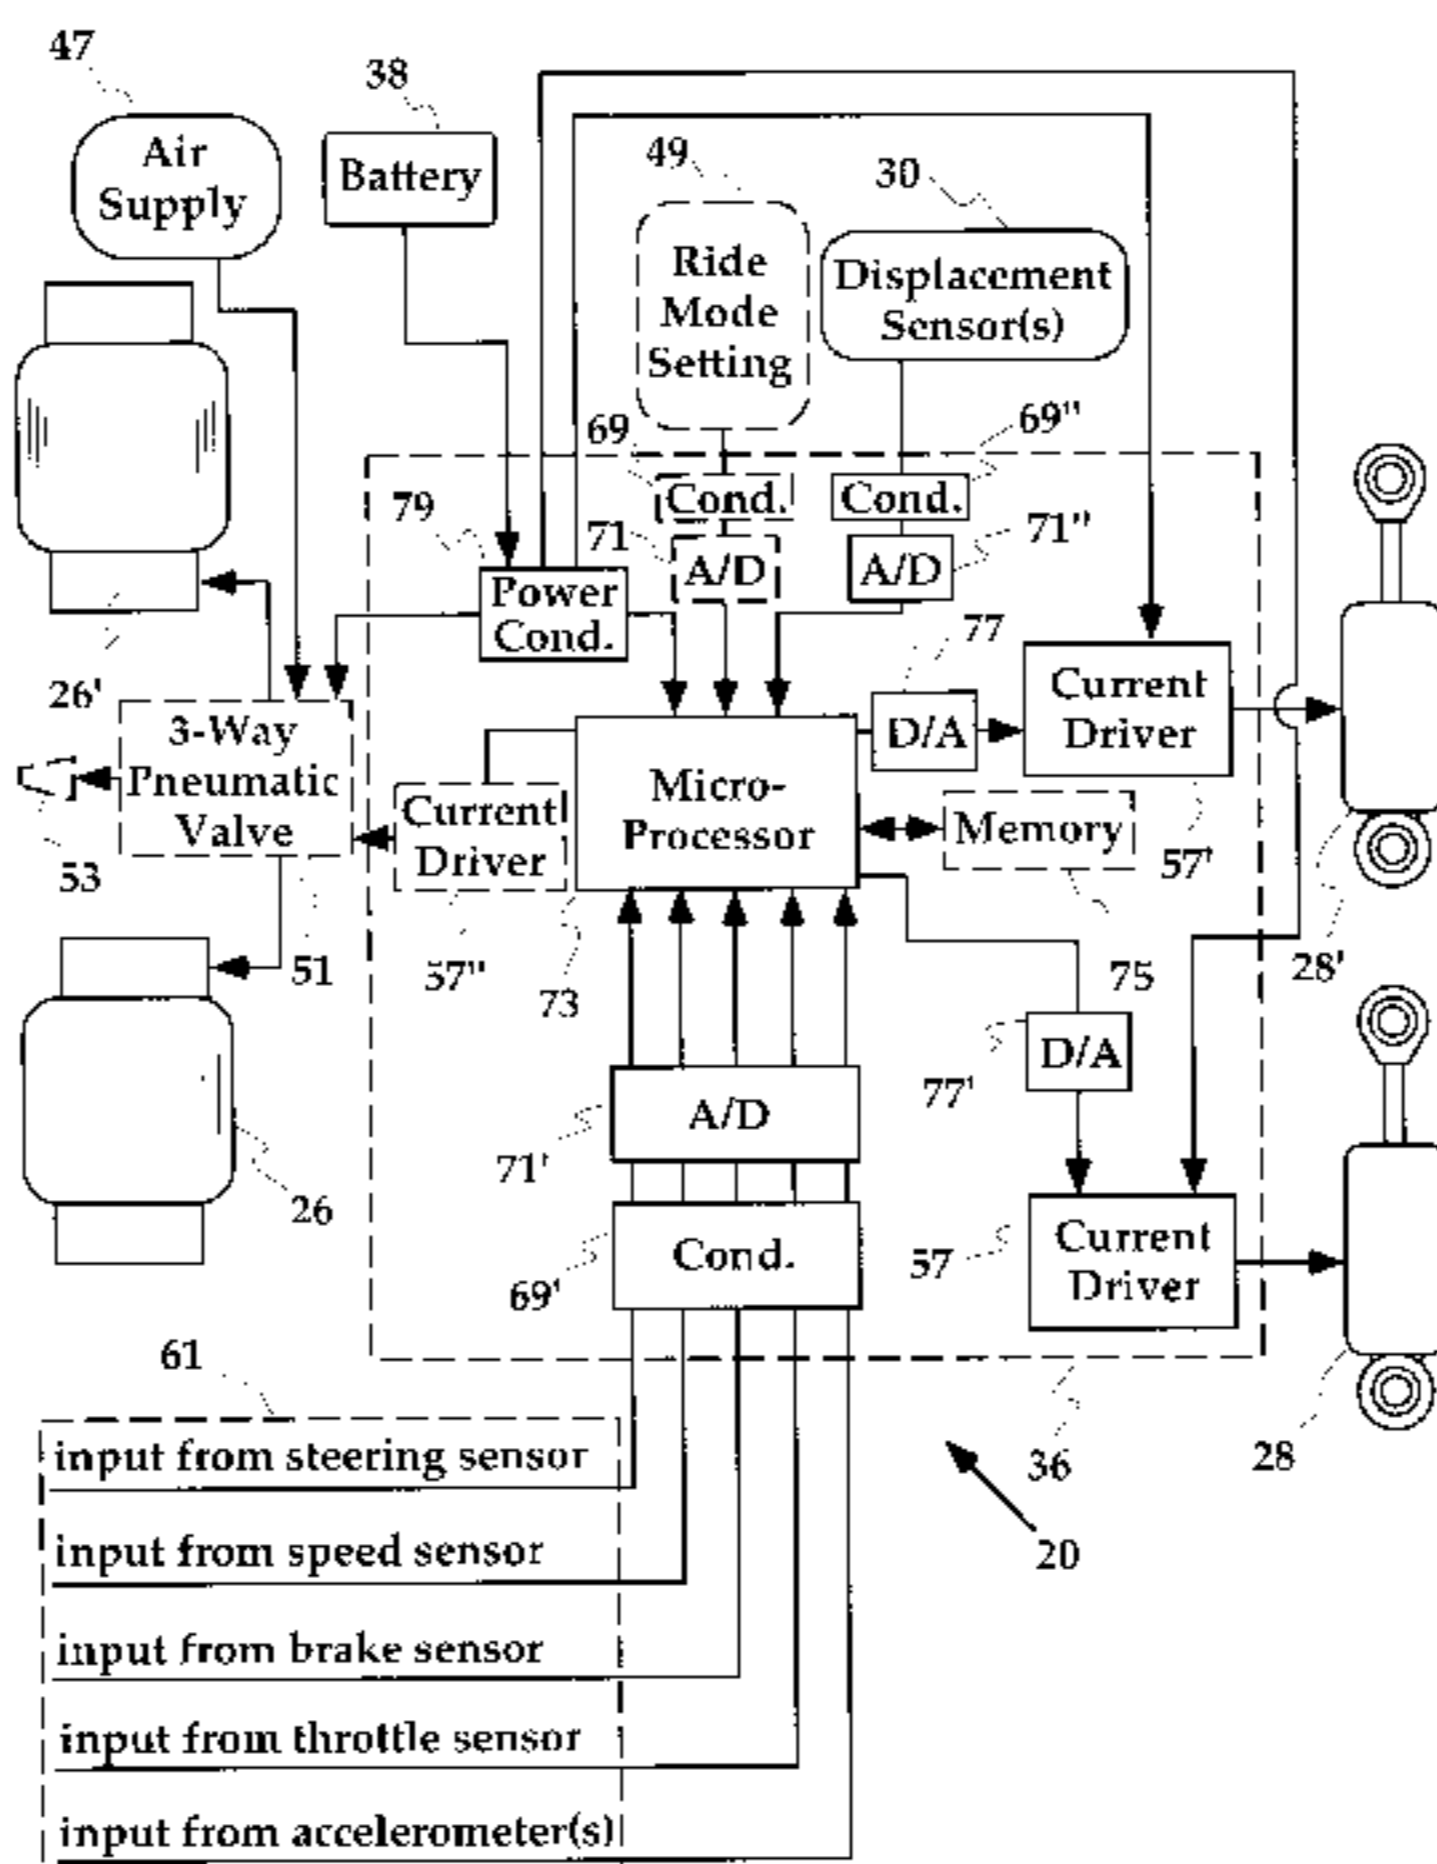 47
38
Air
Supply
Battery
49
30
Ride
Mode
Setting
Displacement
Sensor(s)
69
69"
Cond.
Cond.
79
71
71"
A/D
A/D
Power
Cond.
77
26'
3-Way
Pneumatic
Valve
Current
Driver
D/A
Micro-
Processor
Current
Driver
Memory
53
57'
51
57"
73
75
28'
D/A
77'
A/D
71'
26
Cond.
69'
57
Current
Driver
61
input from steering sensor
36
28
input from speed sensor
20
input from brake sensor
input from throttle sensor
input from accelerometer(s)